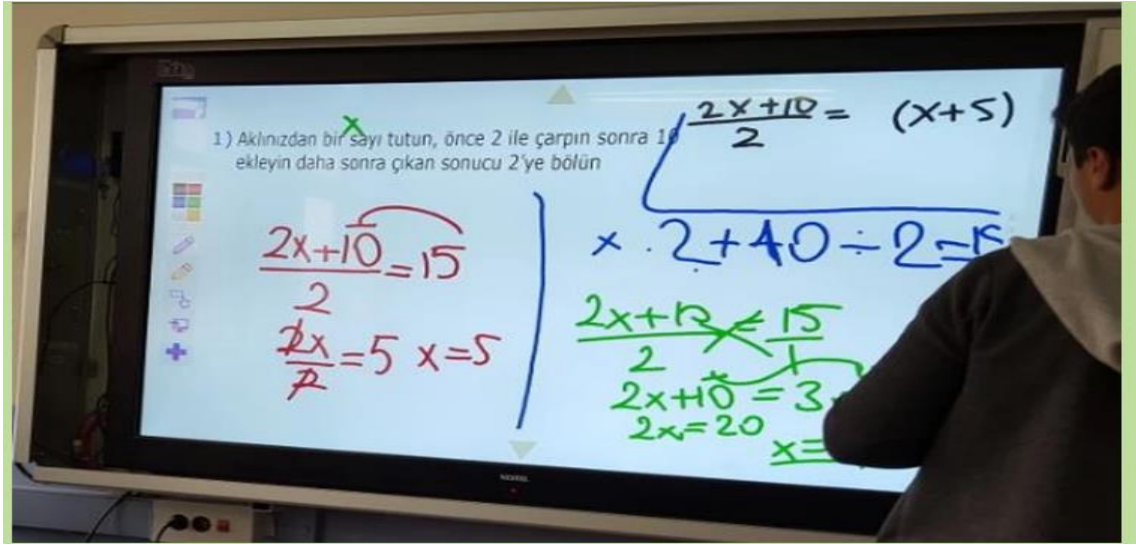 x
1) Aklınızdan bir sayı tutun, önce 2 ile çarpın sonra 10
ekleyin daha sonra çıkan sonucu 2'ye bölün
2x+10
——— = 15
2
2x
—— = 5 x=5
2
2x+10
——— = (x+5)
2
x . 2 + 10 ÷ 2 =
2x+10 = 15
2 1
2x+10 = 3
2x=20
x=